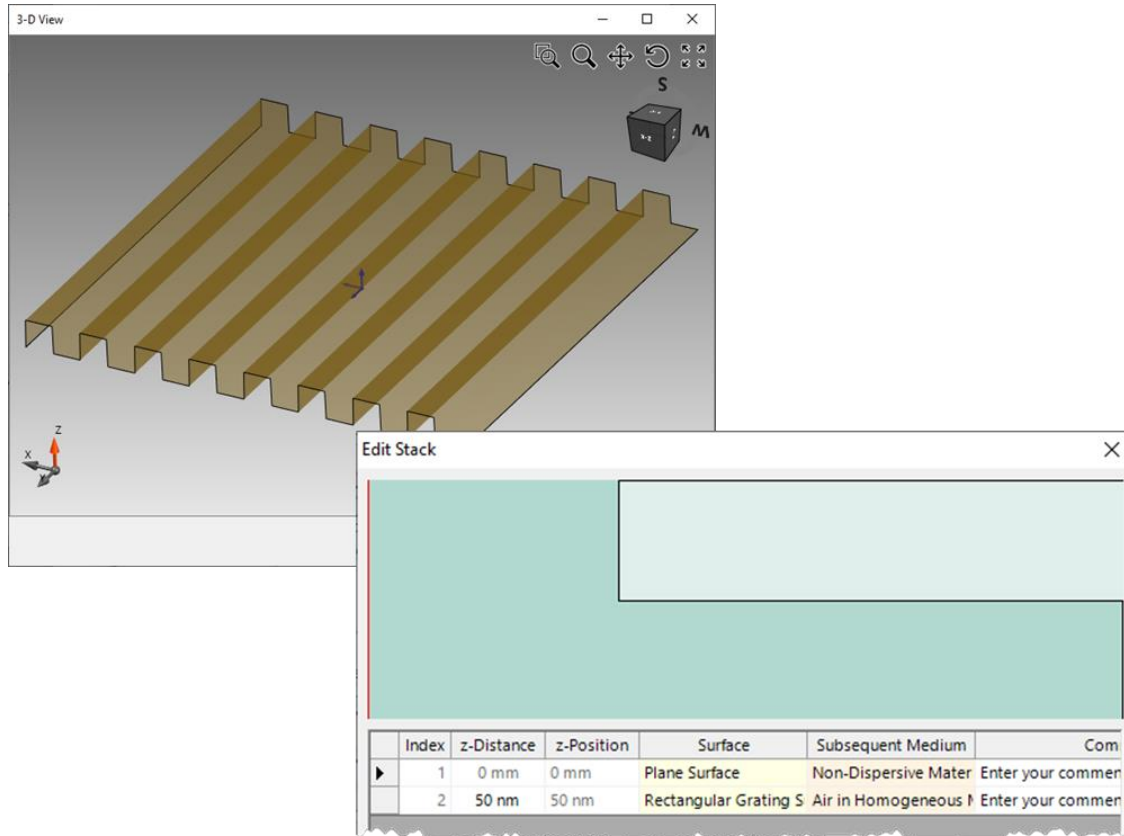 3-D View
S
W
X-Z
z
x
Edit Stack
Index z-Distance z-Position Surface Subsequent Medium Com
1 0 mm 0 mm Plane Surface Non-Dispersive Mater Enter your commen
2 50 nm 50 nm Rectangular Grating S Air in Homogeneous M Enter your commen